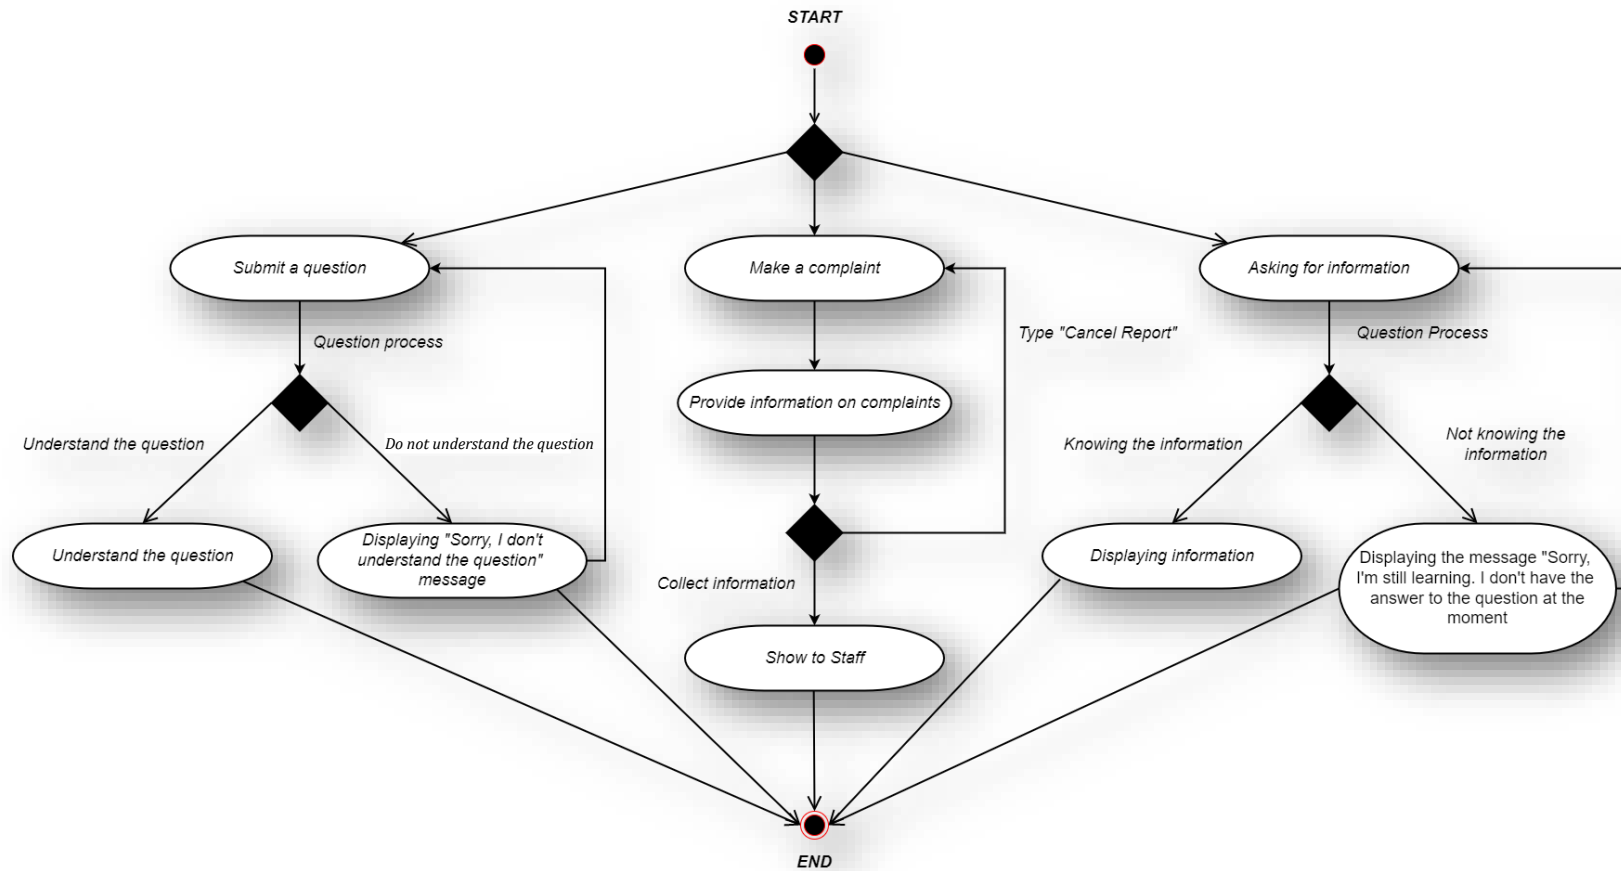 START
Submit a question
Make a complaint
Asking for information
Question process
Type "Cancel Report"
Question Process
Provide information on complaints
Understand the question
Do not understand the question
Knowing the information
Not knowing the
information
Understand the question
Displaying "Sorry, I don't
understand the question"
message
Collect information
Displaying information
Displaying the message "Sorry,
I'm still learning. I don't have the
answer to the question at the
moment
Show to Staff
END